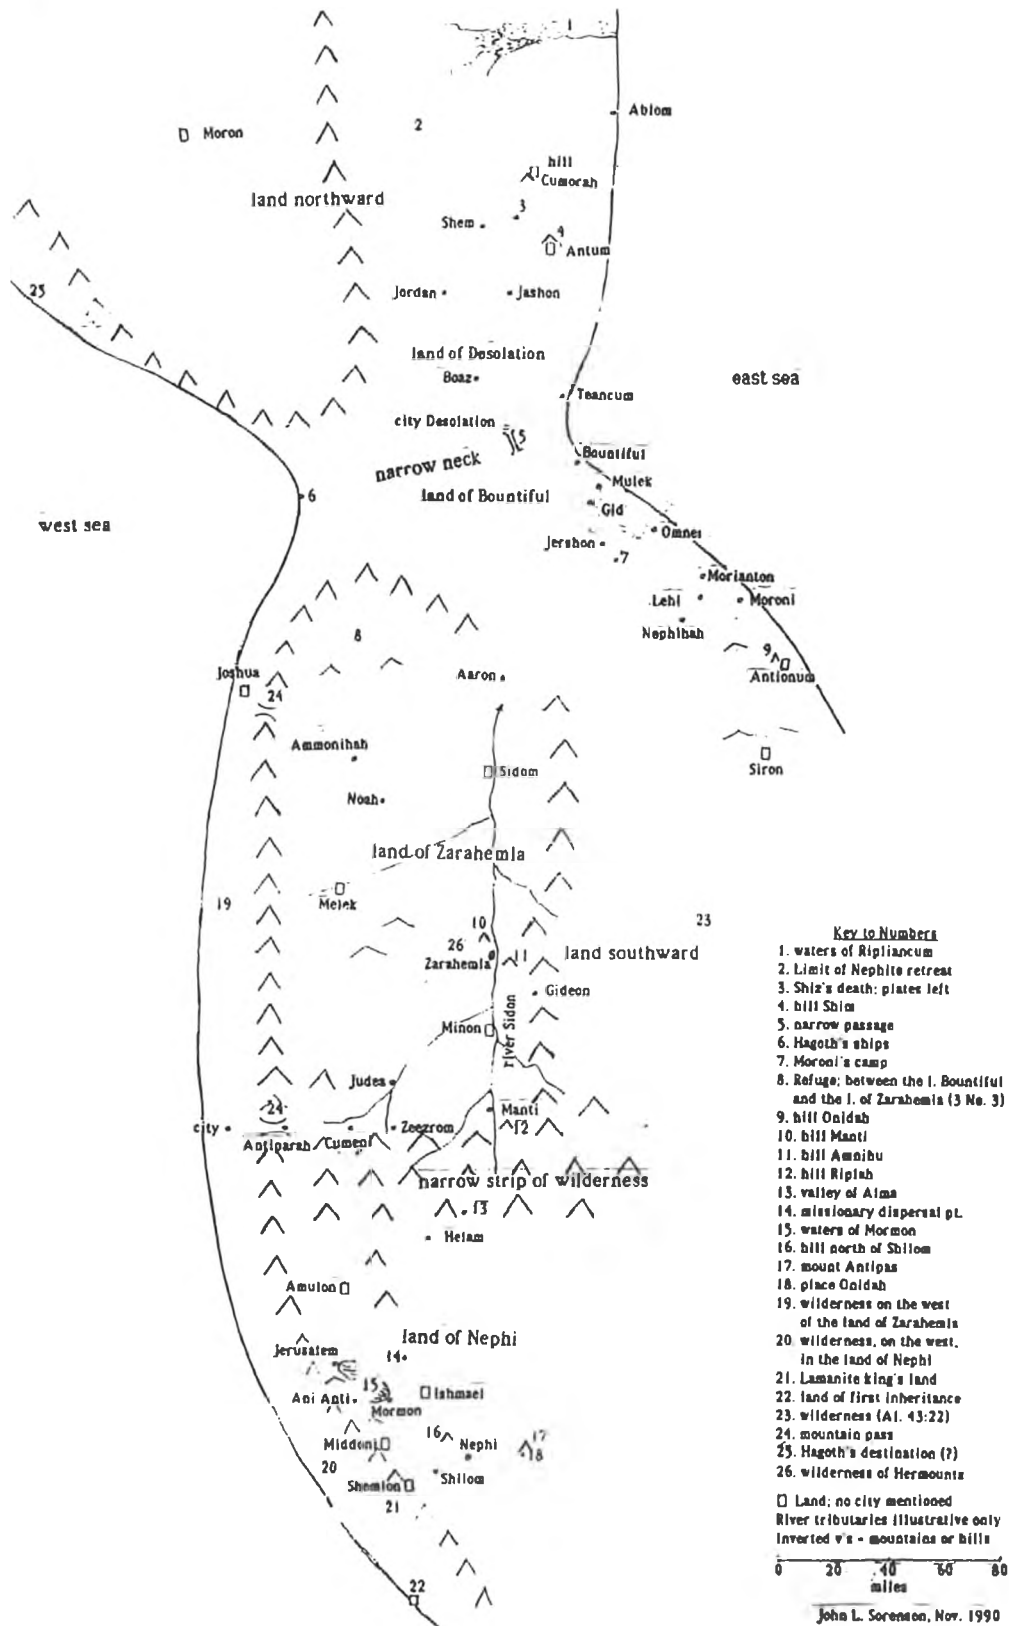 1
Ablom
Moron
2
hill
Cumorah
land northward
3
Shem
4
Antum
25
Jordan
Jashon
land of Desolation
Boaz
east sea
Teancum
city Desolation
5
Bountiful
narrow neck
Mulek
6
land of Bountiful
Gid
west sea
Omner
Jershon
7
Morianton
Lehi
Moroni
8
Nephihah
9
Joshua
Aaron
Antionum
24
Ammonihah
Sidom
Siron
Noah
land of Zarahemla
19
Melek
10
23
26
Zarahemla
11
land southward
Gideon
Minon
river Sidon
Judea
24
Manti
city
Antiparah
Cumeni
Zeezrom
12
narrow strip of wilderness
13
Helam
Amulon
land of Nephi
Jerusalem
14
15
Ishmael
Ani Anti
Mormon
16
17
Middoni
Nephi
18
20
Shilom
Shemlon
21
22
Key to Numbers
1. waters of Ripliancum
2. Limit of Nephite retreat
3. Shiz's death; plates left
4. hill Shim
5. narrow passage
6. Hagoth's ships
7. Moroni's camp
8. Refuge; between the l. Bountiful
and the l. of Zarahemla (3 Ne. 3)
9. hill Onidah
10. hill Manti
11. hill Amnihu
12. hill Riplah
13. valley of Alma
14. missionary dispersal pt.
15. waters of Mormon
16. hill north of Shilom
17. mount Antipas
18. place Onidah
19. wilderness on the west
of the land of Zarahemla
20. wilderness, on the west,
in the land of Nephi
21. Lamanite king's land
22. land of first inheritance
23. wilderness (Al. 43:22)
24. mountain pass
25. Hagoth's destination (?)
26. wilderness of Hermounts
Land; no city mentioned
River tributaries illustrative only
Inverted v's - mountains or hills
0 20 40 60 80
miles
John L. Sorenson, Nov. 1990